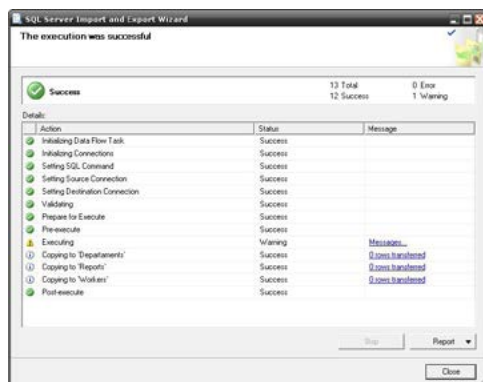 SQL Server Import and Export Wizard
The execution was successful
Success
13 Total
0 Error
12 Success
1 Warning
Details:
Action Status Message
Initializing Data Flow Task Success
Initializing Connections Success
Setting SQL Command Success
Setting Source Connection Success
Setting Destination Connection Success
Validating Success
Prepare for Execute Success
Pre-execute Success
Executing Warning Messages...
Copying to 'Departaments' Success 0 rows transferred
Copying to 'Reports' Success 0 rows transferred
Copying to 'Workers' Success 0 rows transferred
Post-execute Success
Stop
Report
Close